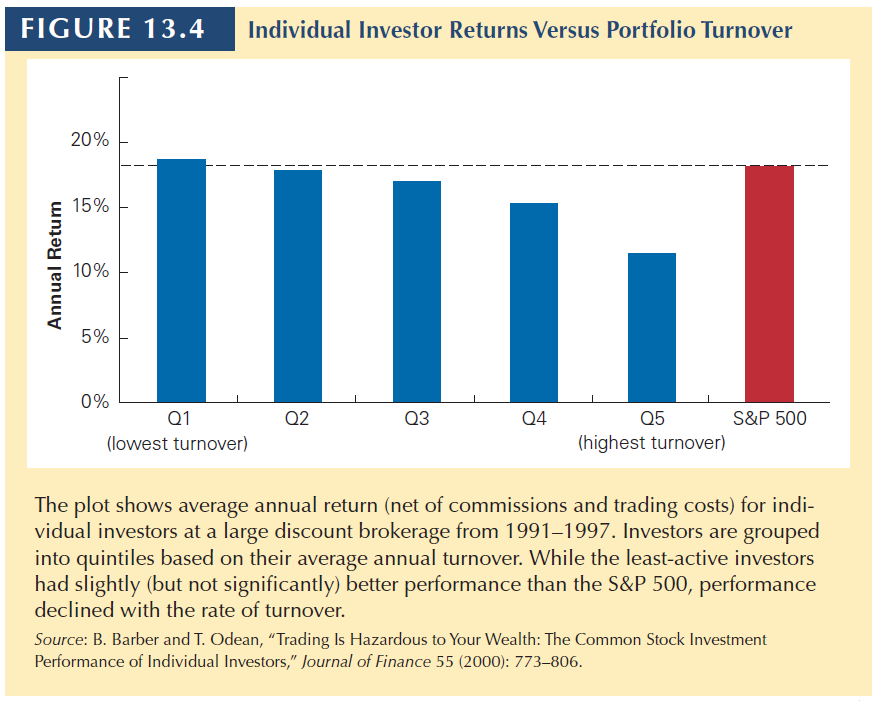 FIGURE 13.4
Individual Investor Returns Versus Portfolio Turnover
Annual Return
20%
15%
10%
5%
0%
Q1
(lowest turnover)
Q2
Q3
Q4
Q5
(highest turnover)
S&P 500
The plot shows average annual return (net of commissions and trading costs) for indi-
vidual investors at a large discount brokerage from 1991–1997. Investors are grouped
into quintiles based on their average annual turnover. While the least-active investors
had slightly (but not significantly) better performance than the S&P 500, performance
declined with the rate of turnover.
Source: B. Barber and T. Odean, “Trading Is Hazardous to Your Wealth: The Common Stock Investment
Performance of Individual Investors,” Journal of Finance 55 (2000): 773–806.